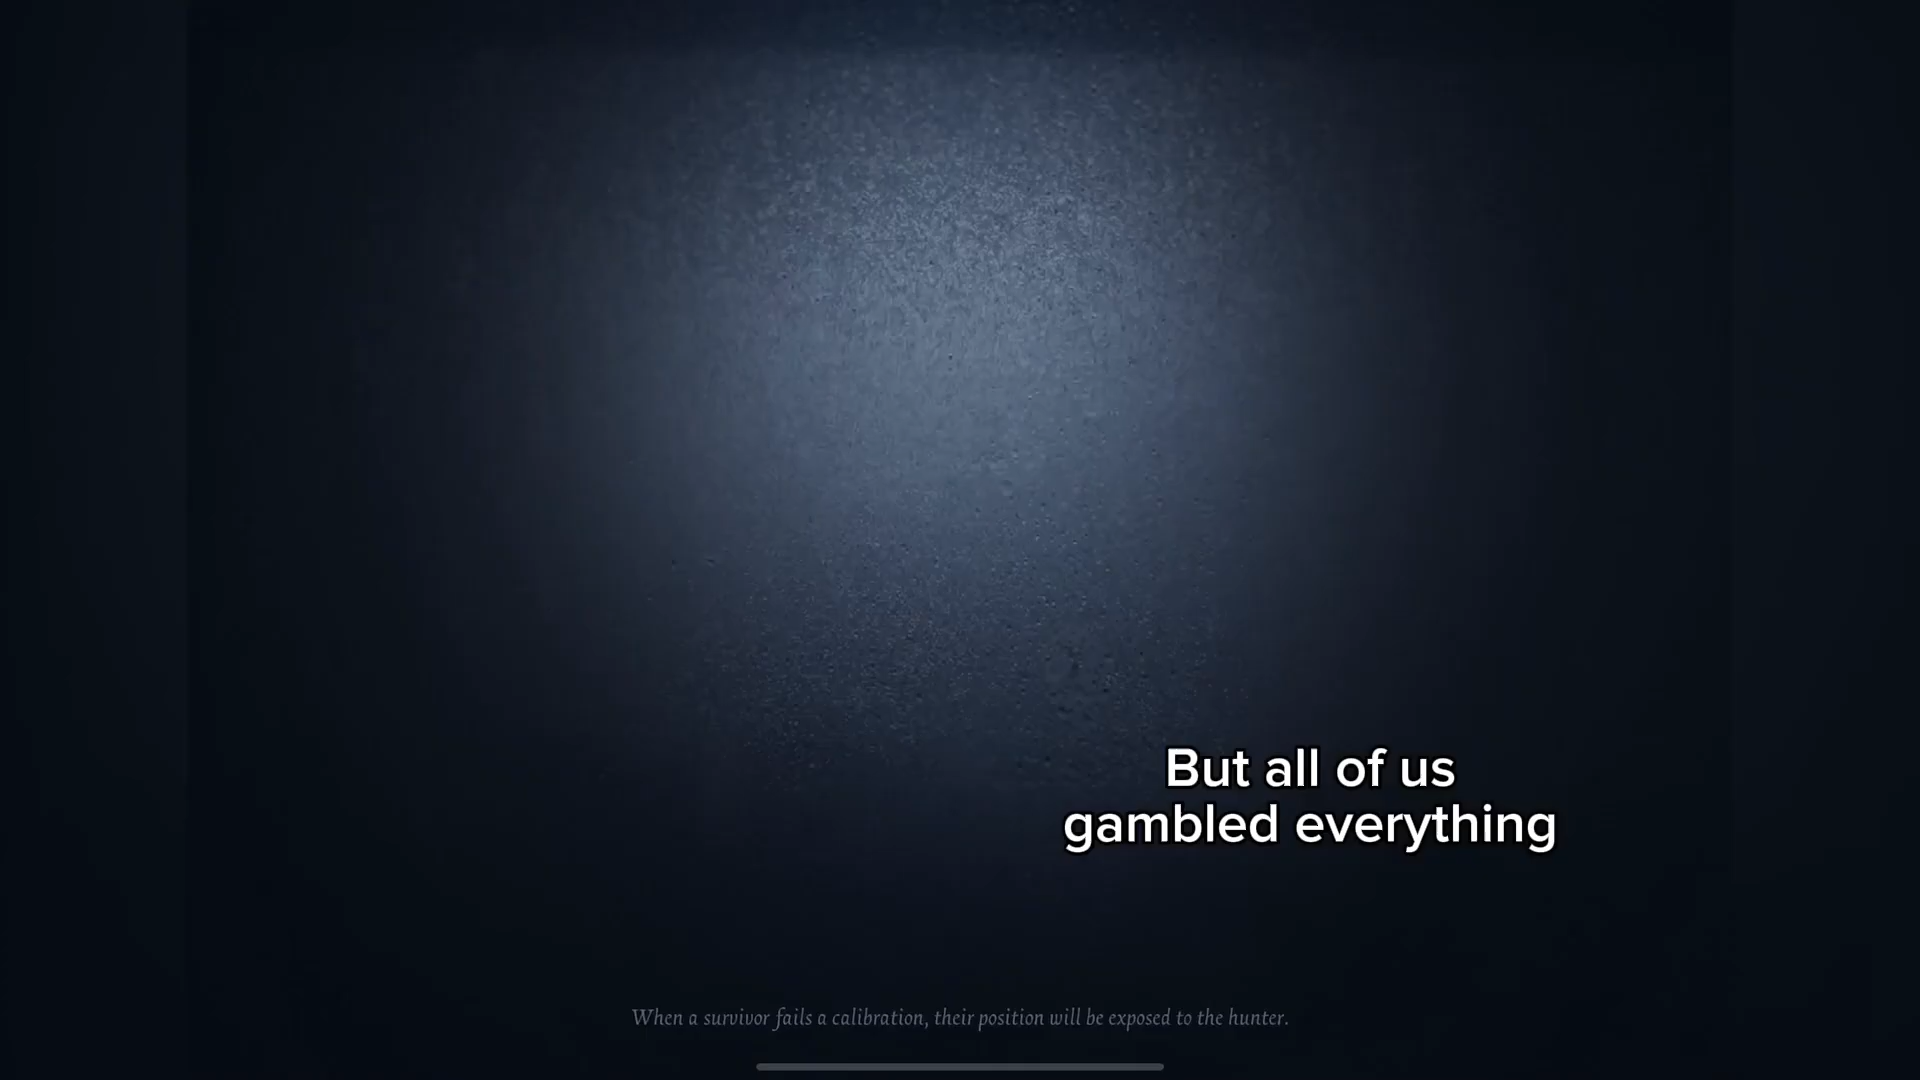 But all of us
gambled everything
When a survivor fails a calibration, their position will be exposed to the hunter.